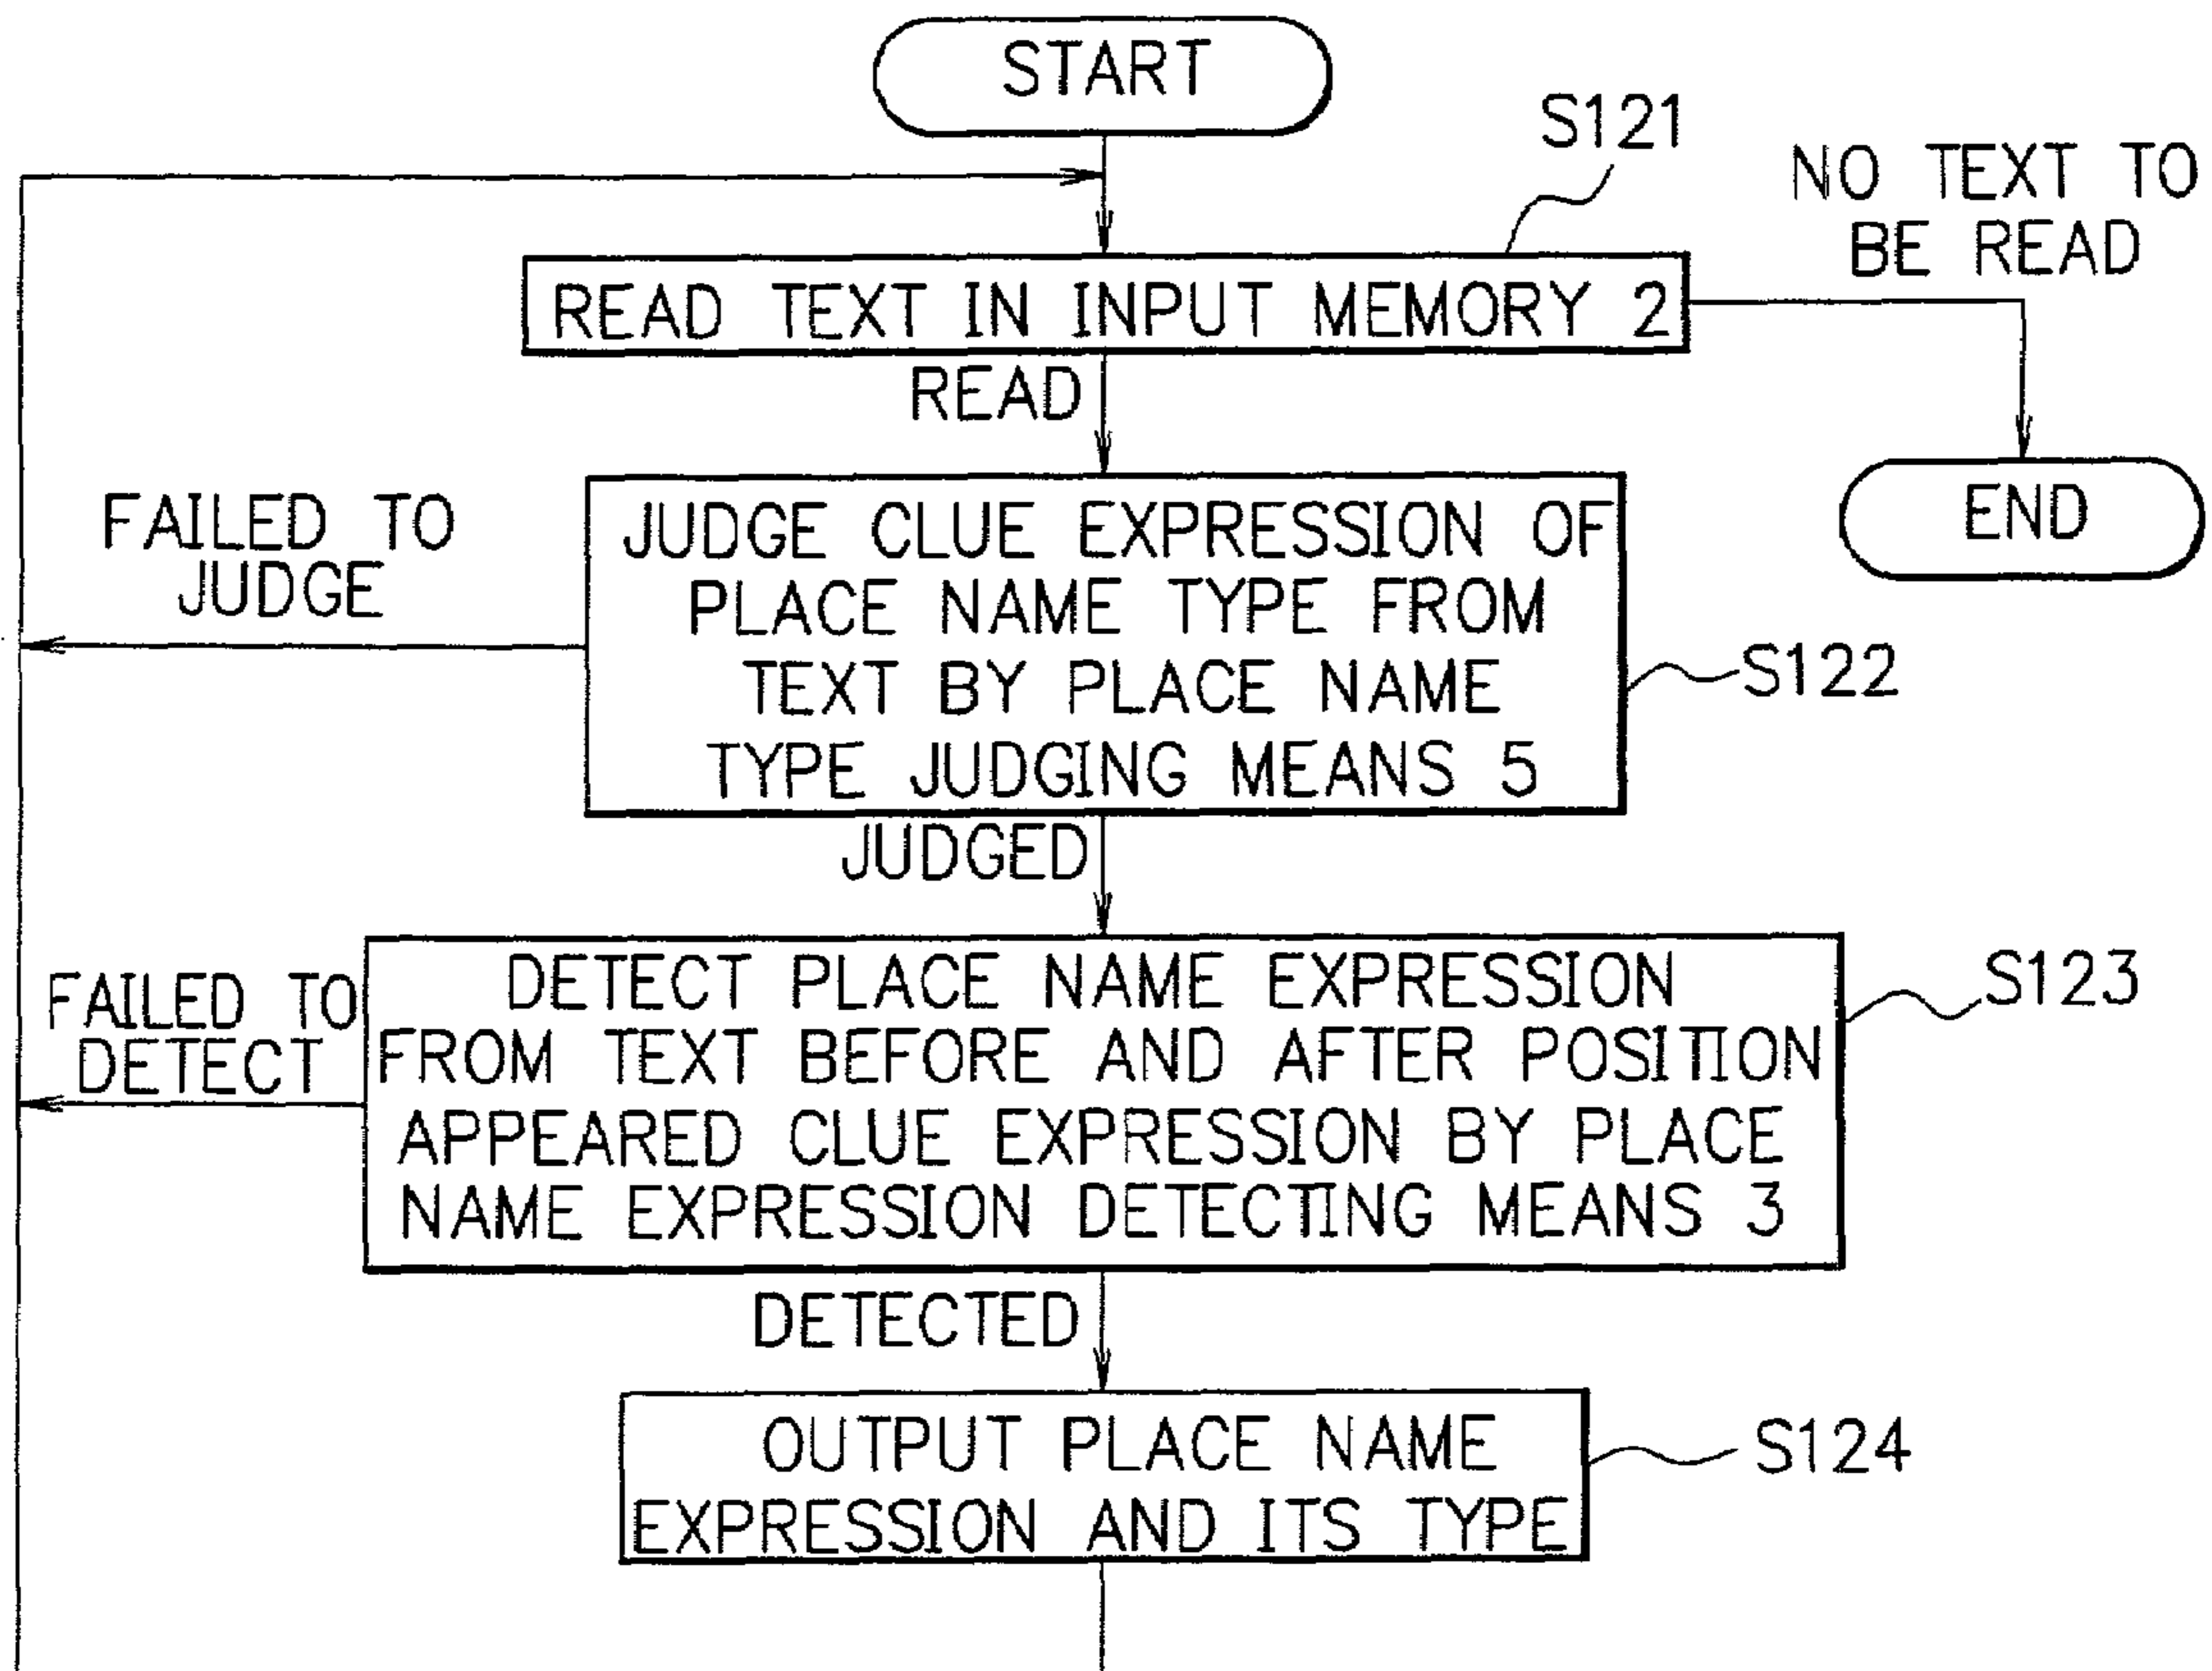 START
S121
NO TEXT TO
BE READ
READ TEXT IN INPUT MEMORY 2
READ
END
FAILED TO
JUDGE
JUDGE CLUE EXPRESSION OF
PLACE NAME TYPE FROM
TEXT BY PLACE NAME
TYPE JUDGING MEANS 5
S122
JUDGED
FAILED TO
DETECT
DETECT PLACE NAME EXPRESSION
FROM TEXT BEFORE AND AFTER POSITION
APPEARED CLUE EXPRESSION BY PLACE
NAME EXPRESSION DETECTING MEANS 3
S123
DETECTED
OUTPUT PLACE NAME
EXPRESSION AND ITS TYPE
S124